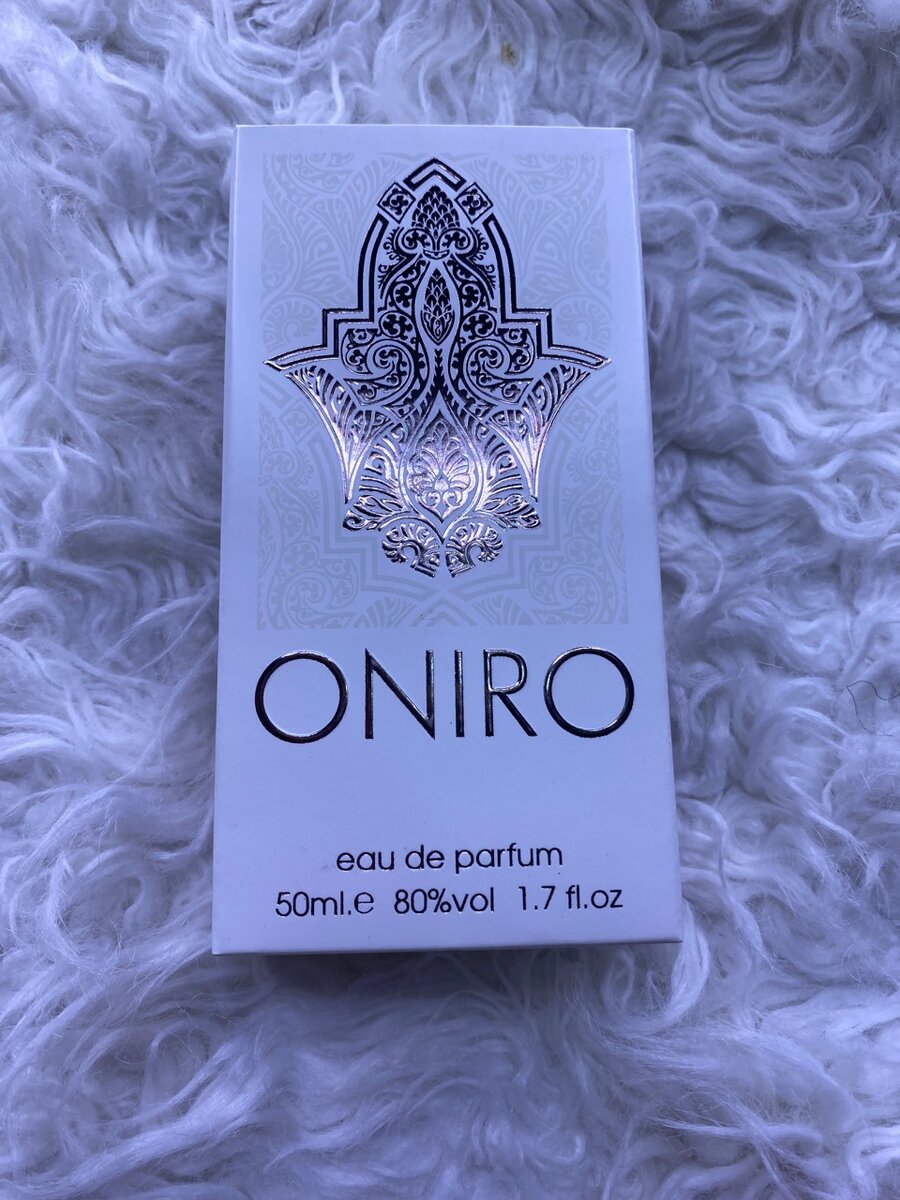 ONIRO
eau de parfum
50ml.e 80%vol 1.7 fl.oz